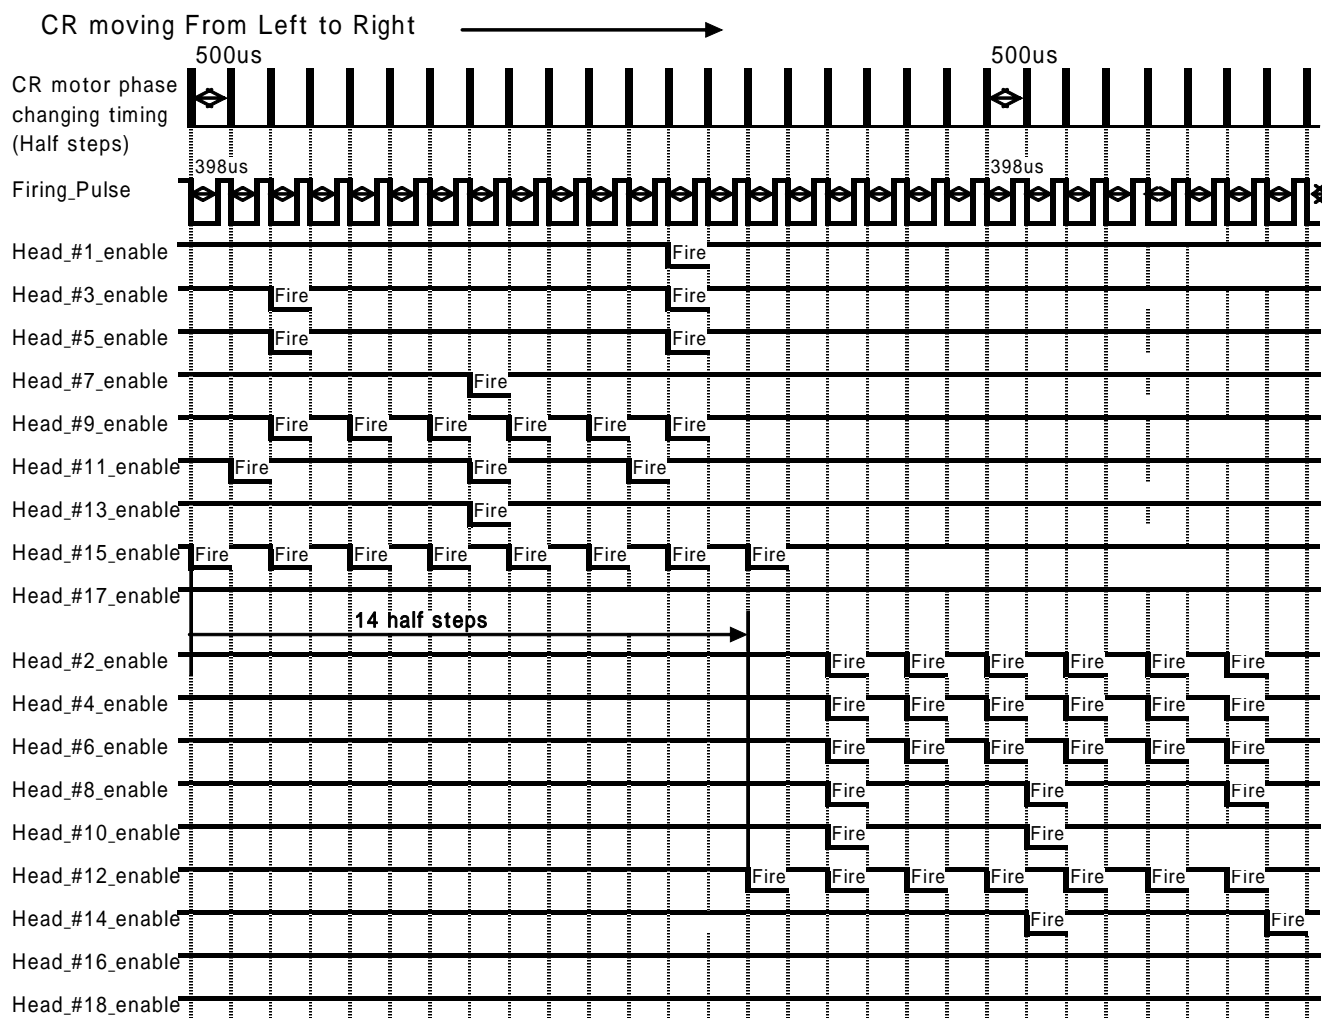 CR moving From Left to Right
500us 500us
CR motor phase
changing timing
(Half steps)
398us 398us
Firing_Pulse
Head_#1_enable Fire
Head_#3_enable Fire Fire
Head_#5_enable Fire Fire
Head_#7_enable Fire
Head_#9_enable Fire Fire Fire Fire Fire Fire
Head_#11_enable Fire Fire Fire
Head_#13_enable Fire
Head_#15_enable Fire Fire Fire Fire Fire Fire Fire Fire
Head_#17_enable
14 half steps
Head_#2_enable Fire Fire Fire Fire Fire Fire
Head_#4_enable Fire Fire Fire Fire Fire Fire
Head_#6_enable Fire Fire Fire Fire Fire Fire
Head_#8_enable Fire Fire Fire
Head_#10_enable Fire Fire
Head_#12_enable Fire Fire Fire Fire Fire Fire Fire
Head_#14_enable Fire Fire
Head_#16_enable
Head_#18_enable